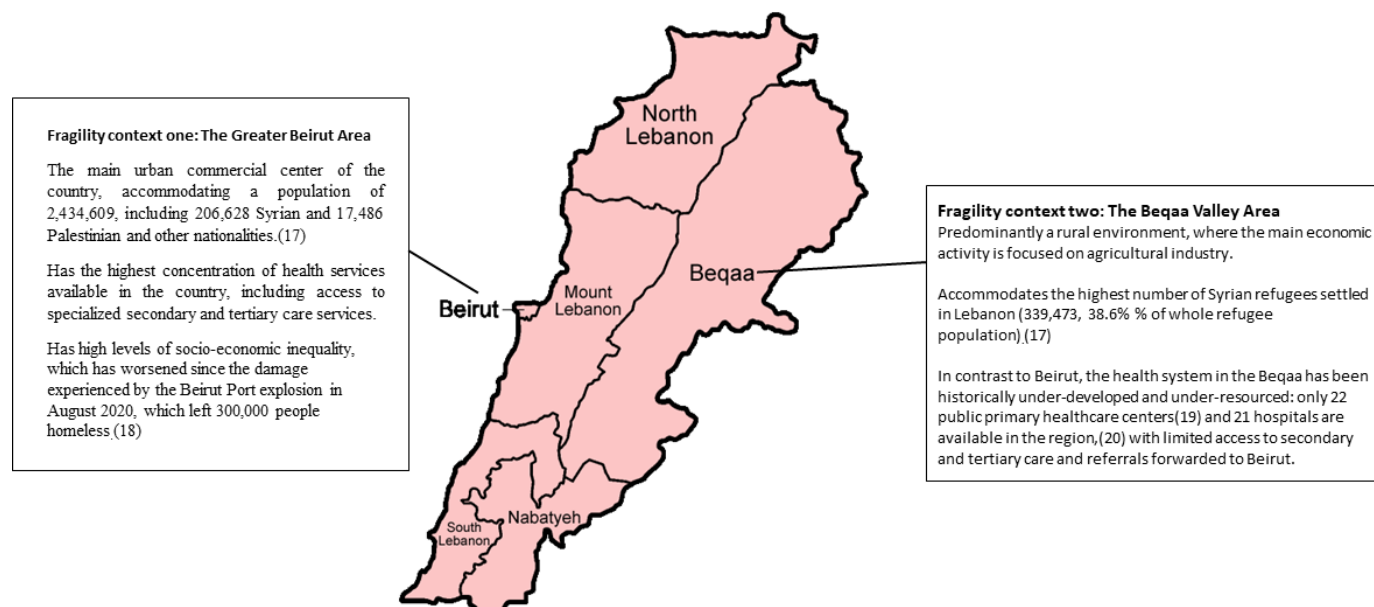 Fragility context one: The Greater Beirut Area
The main urban commercial center of the
country, accommodating a population of
2,434,609, including 206,628 Syrian and 17,486
Palestinian and other nationalities.(17)
Has the highest concentration of health services
available in the country, including access to
specialized secondary and tertiary care services.
Has high levels of socio-economic inequality,
which has worsened since the damage
experienced by the Beirut Port explosion in
August 2020, which left 300,000 people
homeless.(18)
North
Lebanon
Beqaa
Mount
Lebanon
Beirut
Nabatyeh
South
Lebanon
Fragility context two: The Beqaa Valley Area
Predominantly a rural environment, where the main economic
activity is focused on agricultural industry.
Accommodates the highest number of Syrian refugees settled
in Lebanon (339,473, 38.6% % of whole refugee
population).(17)
In contrast to Beirut, the health system in the Beqaa has been
historically under-developed and under-resourced: only 22
public primary healthcare centers(19) and 21 hospitals are
available in the region,(20) with limited access to secondary
and tertiary care and referrals forwarded to Beirut.